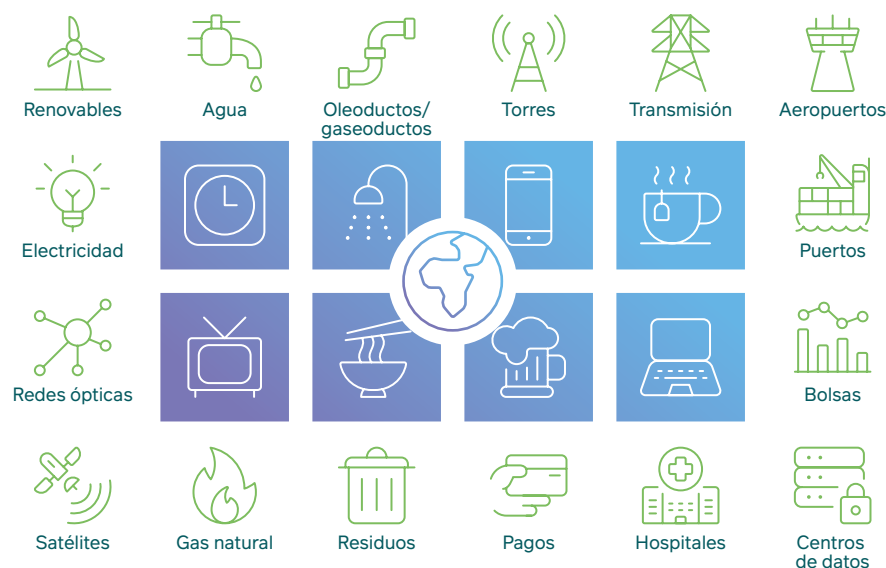 Renovables
Agua
Oleoductos/
gaseoductos
Torres
Transmisión
Aeropuertos
Electricidad
Puertos
Redes ópticas
Bolsas
Satélites
Gas natural
Residuos
Pagos
Hospitales
Centros
de datos